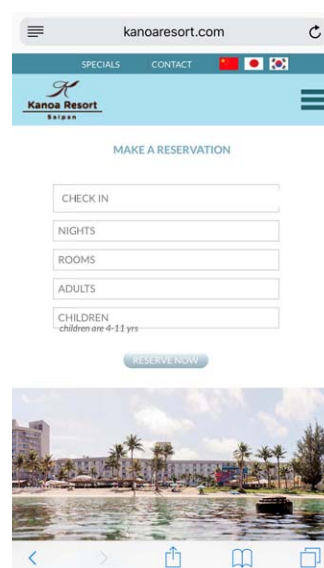 kanoaresort.com
SPECIALS CONTACT
K
Kanoa Resort
Saipan
MAKE A RESERVATION
CHECK IN
NIGHTS
ROOMS
ADULTS
CHILDREN
children are 4-11 yrs
RESERVE NOW